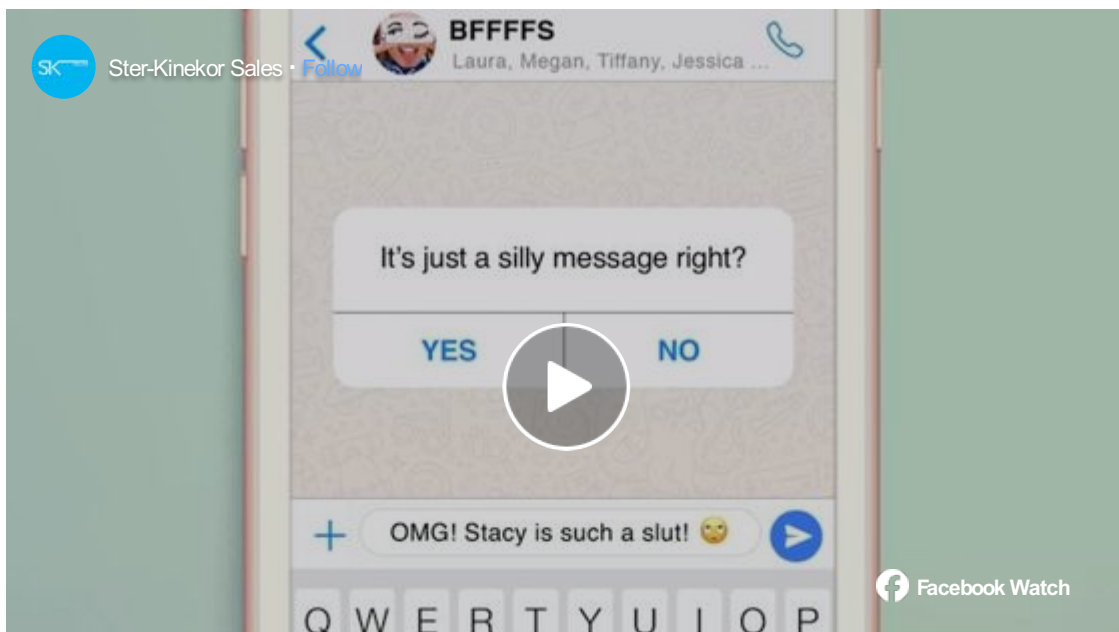 BFFFFS
Laura, Megan, Tiffany, Jessica ...
SK
Ster-Kinekor Sales · Follow
It's just a silly message right?
YES NO
OMG! Stacy is such a slut! 🙄
Facebook Watch
Q W E R T Y U I O P